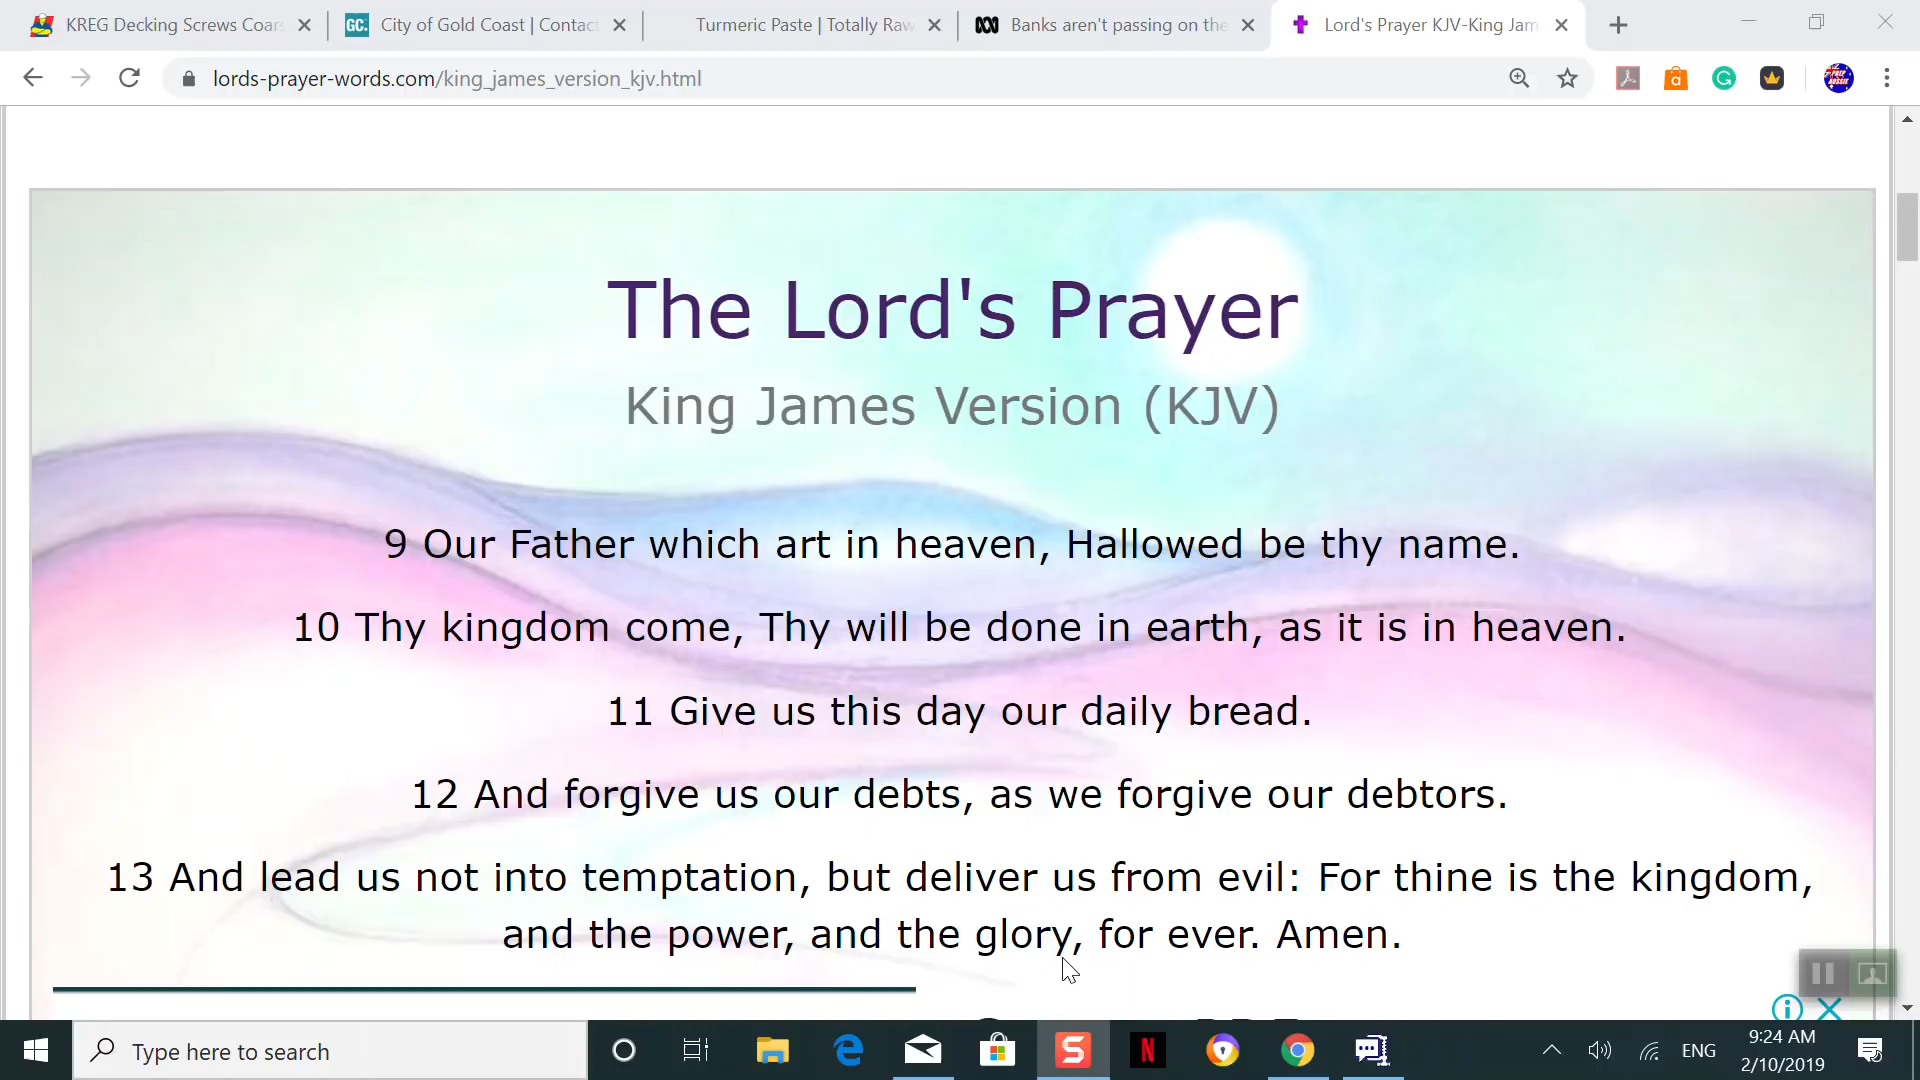 KREG Decking Screws Coars
GC.
City of Gold Coast | Contact
Turmeric Paste | Totally Raw
Banks aren't passing on the
Lord's Prayer KJV-King Jam
lords-prayer-words.com/king_james_version_kjv.html
The Lord's Prayer
King James Version (KJV)
9 Our Father which art in heaven, Hallowed be thy name.
10 Thy kingdom come, Thy will be done in earth, as it is in heaven.
11 Give us this day our daily bread.
12 And forgive us our debts, as we forgive our debtors.
13 And lead us not into temptation, but deliver us from evil: For thine is the kingdom,
and the power, and the glory, for ever. Amen.
Type here to search
ENG
9:24 AM
2/10/2019